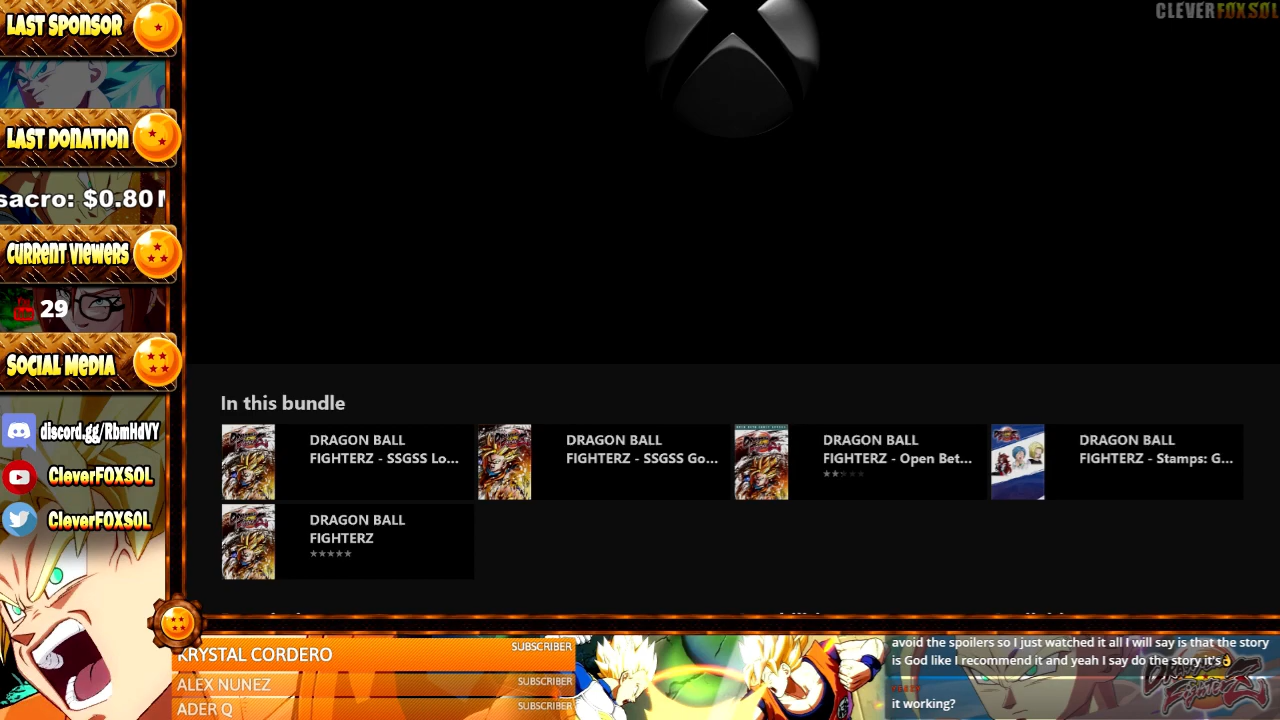 LAST SPONSOR
CLEVERFOXSOL
LAST DONATION
sacro: $0.80
CURRENT VIEWERS
29
SOCIAL MEDIA
discord.gg/RbmHdVY
CleverFOXSOL
CleverFOXSOL
In this bundle
DRAGON BALL
FIGHTERZ - SSGSS Lo...
DRAGON BALL
FIGHTERZ - SSGSS Go...
DRAGON BALL
FIGHTERZ - Open Bet...
DRAGON BALL
FIGHTERZ - Stamps: G...
DRAGON BALL
FIGHTERZ
KRYSTAL CORDERO
SUBSCRIBER
ALEX NUNEZ
SUBSCRIBER
ADER Q
SUBSCRIBER
avoid the spoilers so I just watched it all I will say is that the story
is God like I recommend it and yeah I say do the story it's👌
it working?